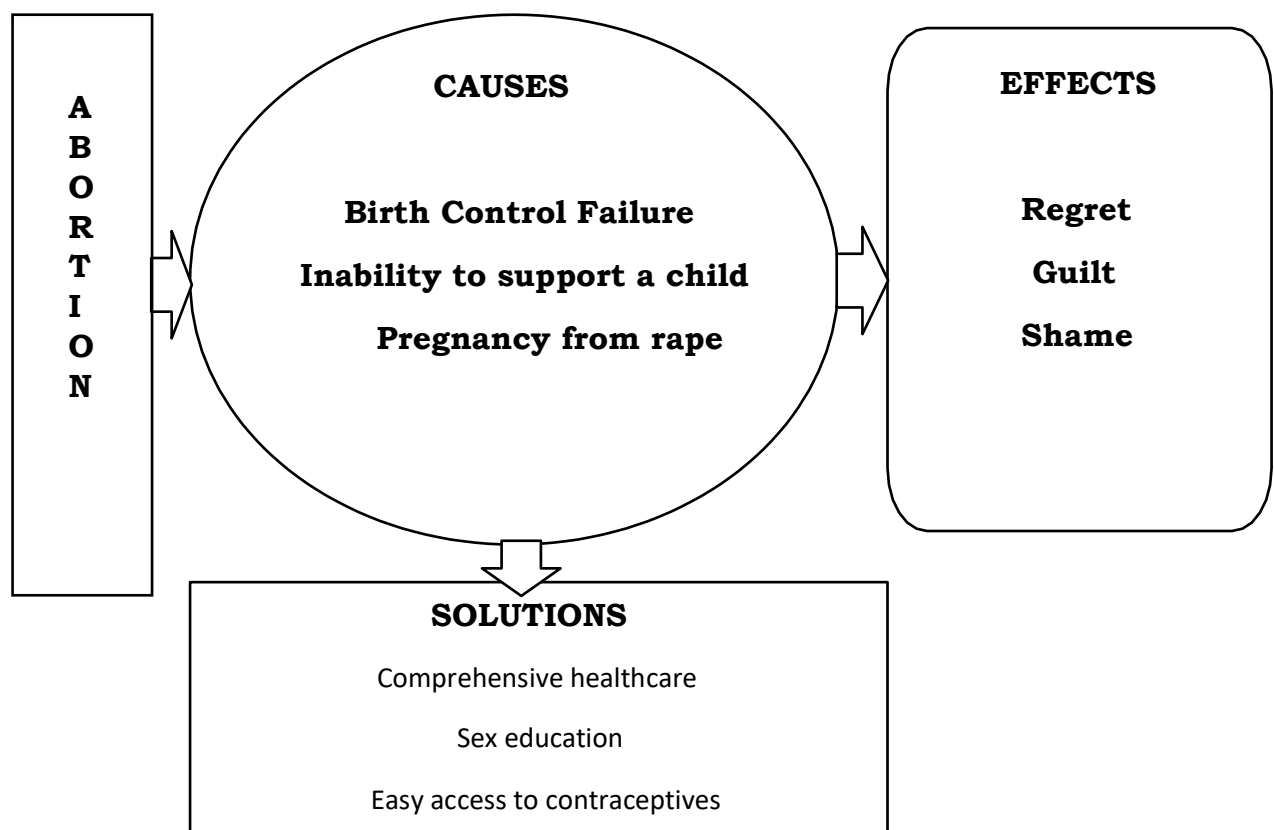 A
B
O
R
T
I
O
N
CAUSES
Birth Control Failure
Inability to support a child
Pregnancy from rape
EFFECTS
Regret
Guilt
Shame
SOLUTIONS
Comprehensive healthcare
Sex education
Easy access to contraceptives